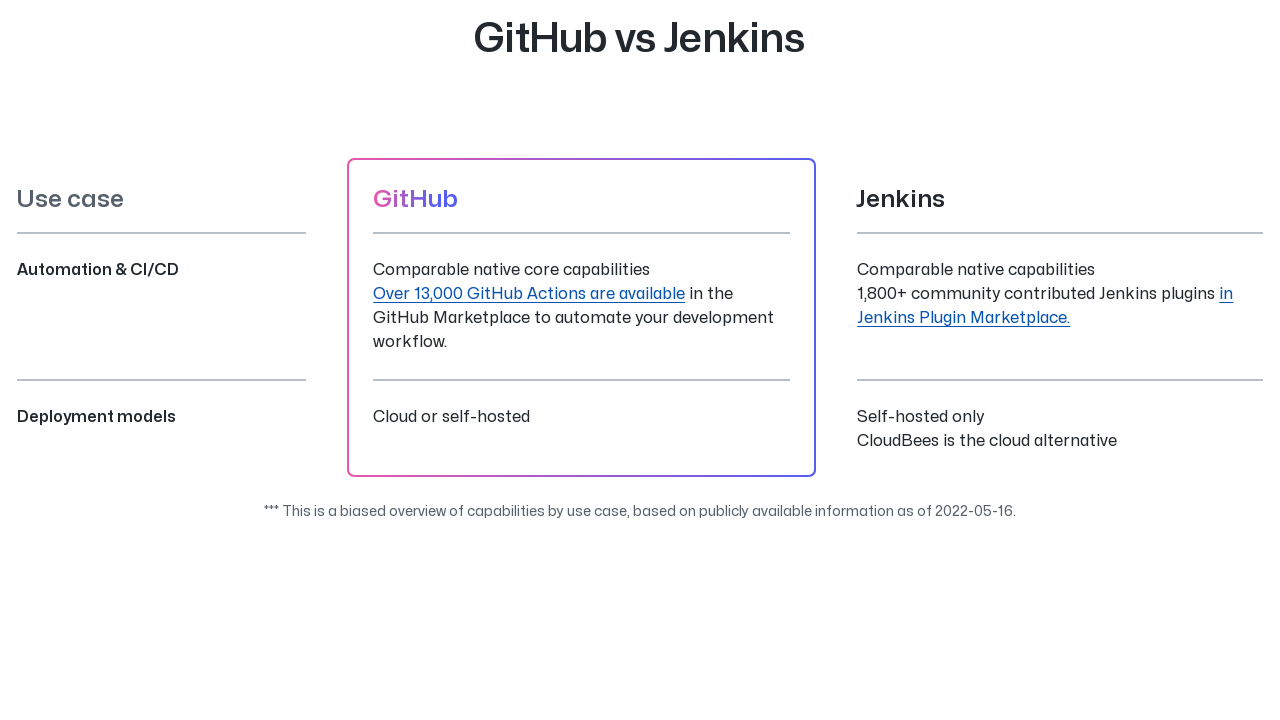 GitHub vs Jenkins
Use case
GitHub
Jenkins
Automation & CI/CD
Comparable native core capabilities
Over 13,000 GitHub Actions are available in the
GitHub Marketplace to automate your development
workflow.
Comparable native capabilities
1,800+ community contributed Jenkins plugins in
Jenkins Plugin Marketplace.
Deployment models
Cloud or self-hosted
Self-hosted only
CloudBees is the cloud alternative
*** This is a biased overview of capabilities by use case, based on publicly available information as of 2022-05-16.